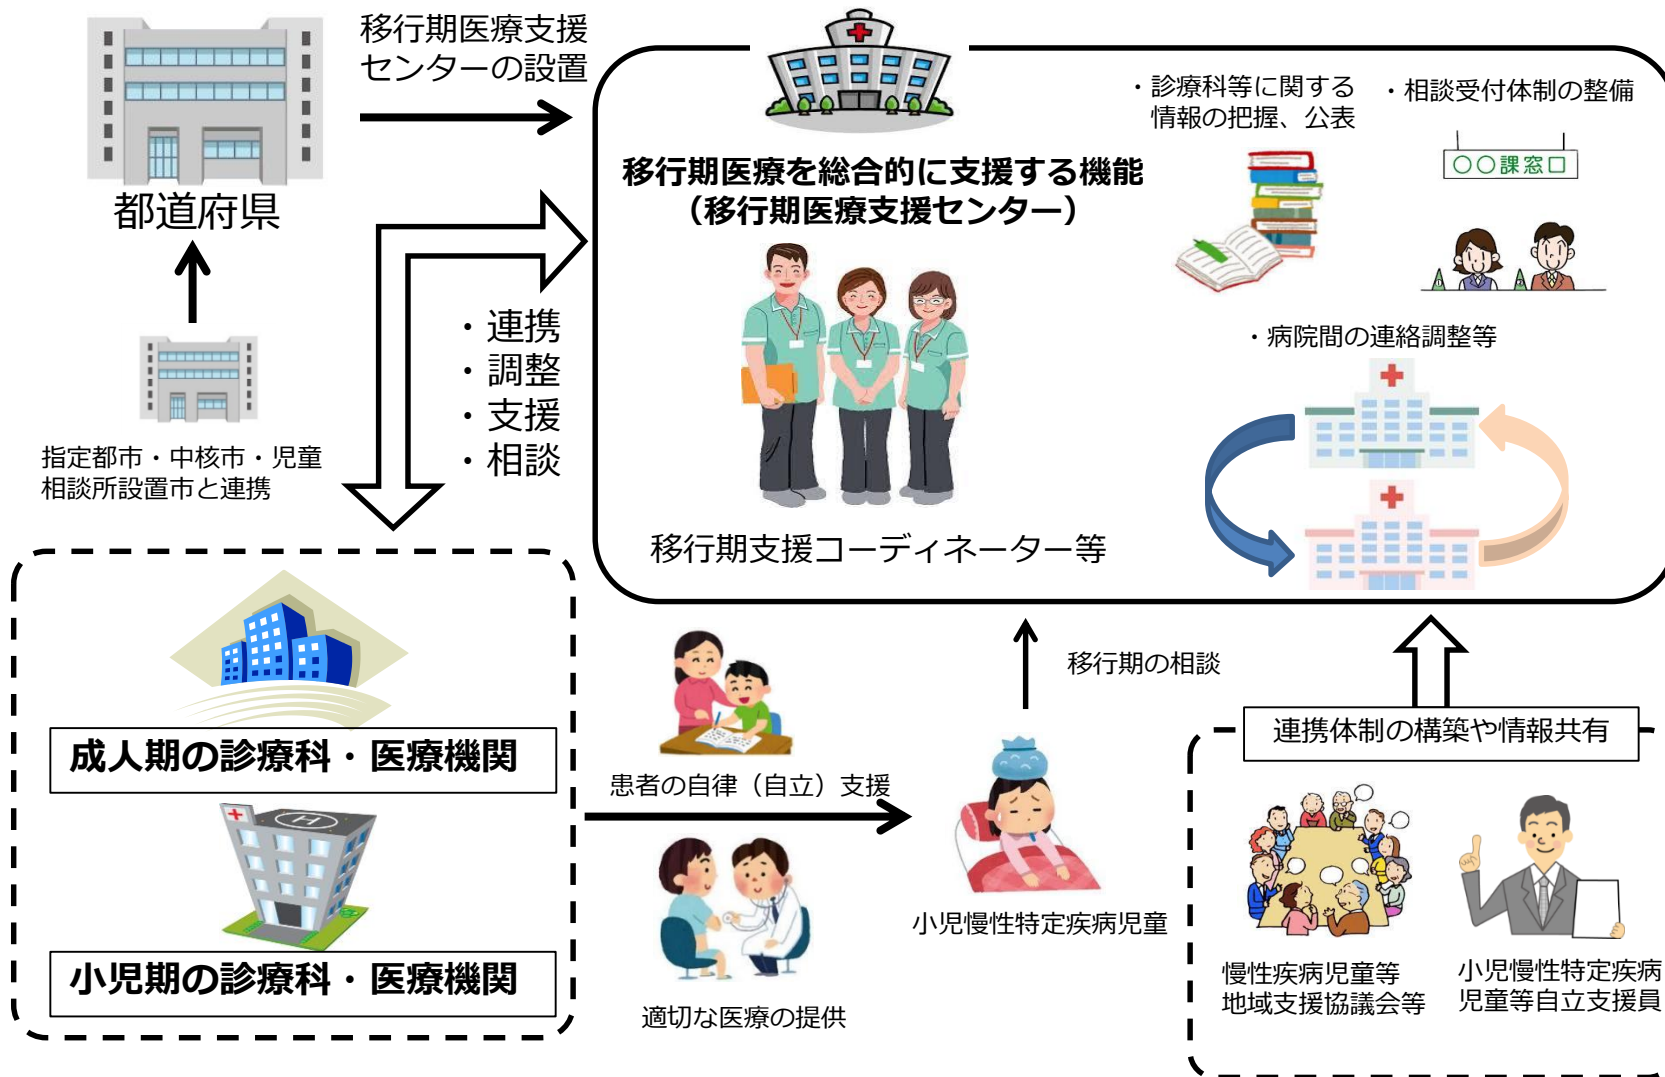 移行期医療支援
センターの設置
都道府県
指定都市・中核市・児童
相談所設置市と連携
・連携
・調整
・支援
・相談
移行期医療を総合的に支援する機能
（移行期医療支援センター）
移行期支援コーディネーター等
・診療科等に関する
情報の把握、公表
・相談受付体制の整備
〇〇課窓口
1
2
・病院間の連絡調整等
成人期の診療科・医療機関
H
小児期の診療科・医療機関
患者の自律（自立）支援
適切な医療の提供
移行期の相談
小児慢性特定疾病児童
連携体制の構築や情報共有
慢性疾病児童等
地域支援協議会等
小児慢性特定疾病
児童等自立支援員